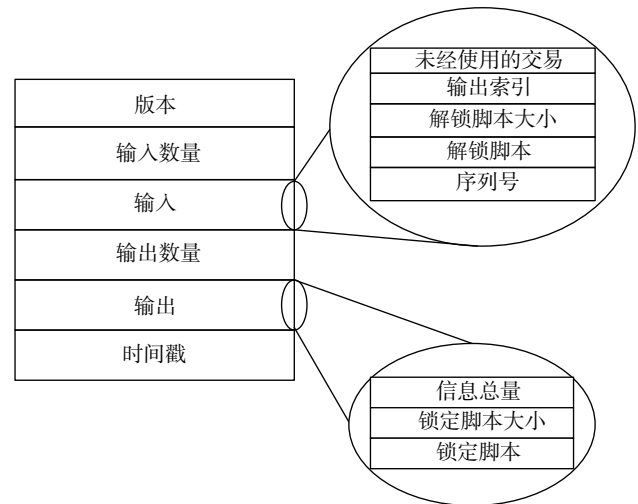 版本
输入数量
输入
输出数量
输出
时间戳
未经使用的交易
输出索引
解锁脚本大小
解锁脚本
序列号
信息总量
锁定脚本大小
锁定脚本